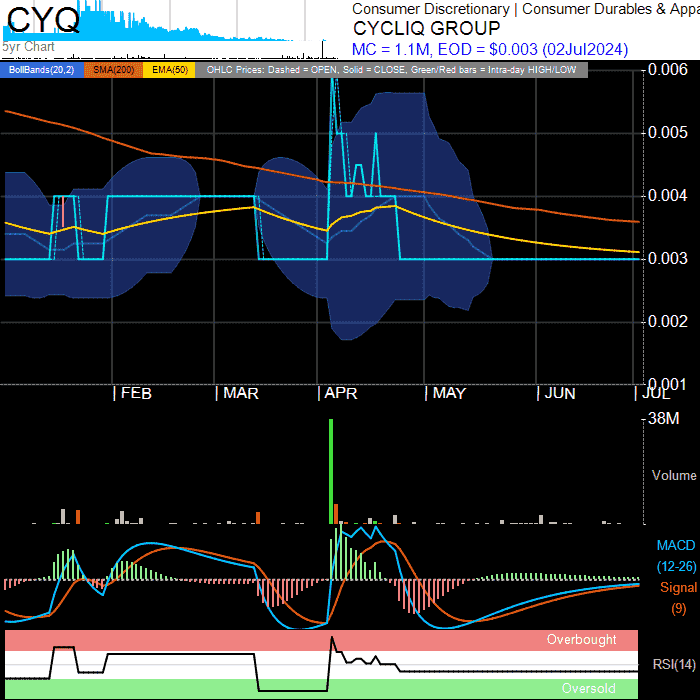 CYQ
Consumer Discretionary | Consumer Durables & Appa
CYCLIQ GROUP
5yr Chart
MC = 1.1M, EOD = $0.003 (02Jul2024)
BollBands(20,2) SMA(200) EMA(50) OHLC Prices: Dashed = OPEN, Solid = CLOSE, Green/Red bars = Intra-day HIGH/LOW
0.006
0.005
0.004
0.003
0.002
0.001
FEB MAR APR MAY JUN JUL
38M
Volume
MACD
(12-26)
Signal
(9)
Overbought
RSI(14)
Oversold